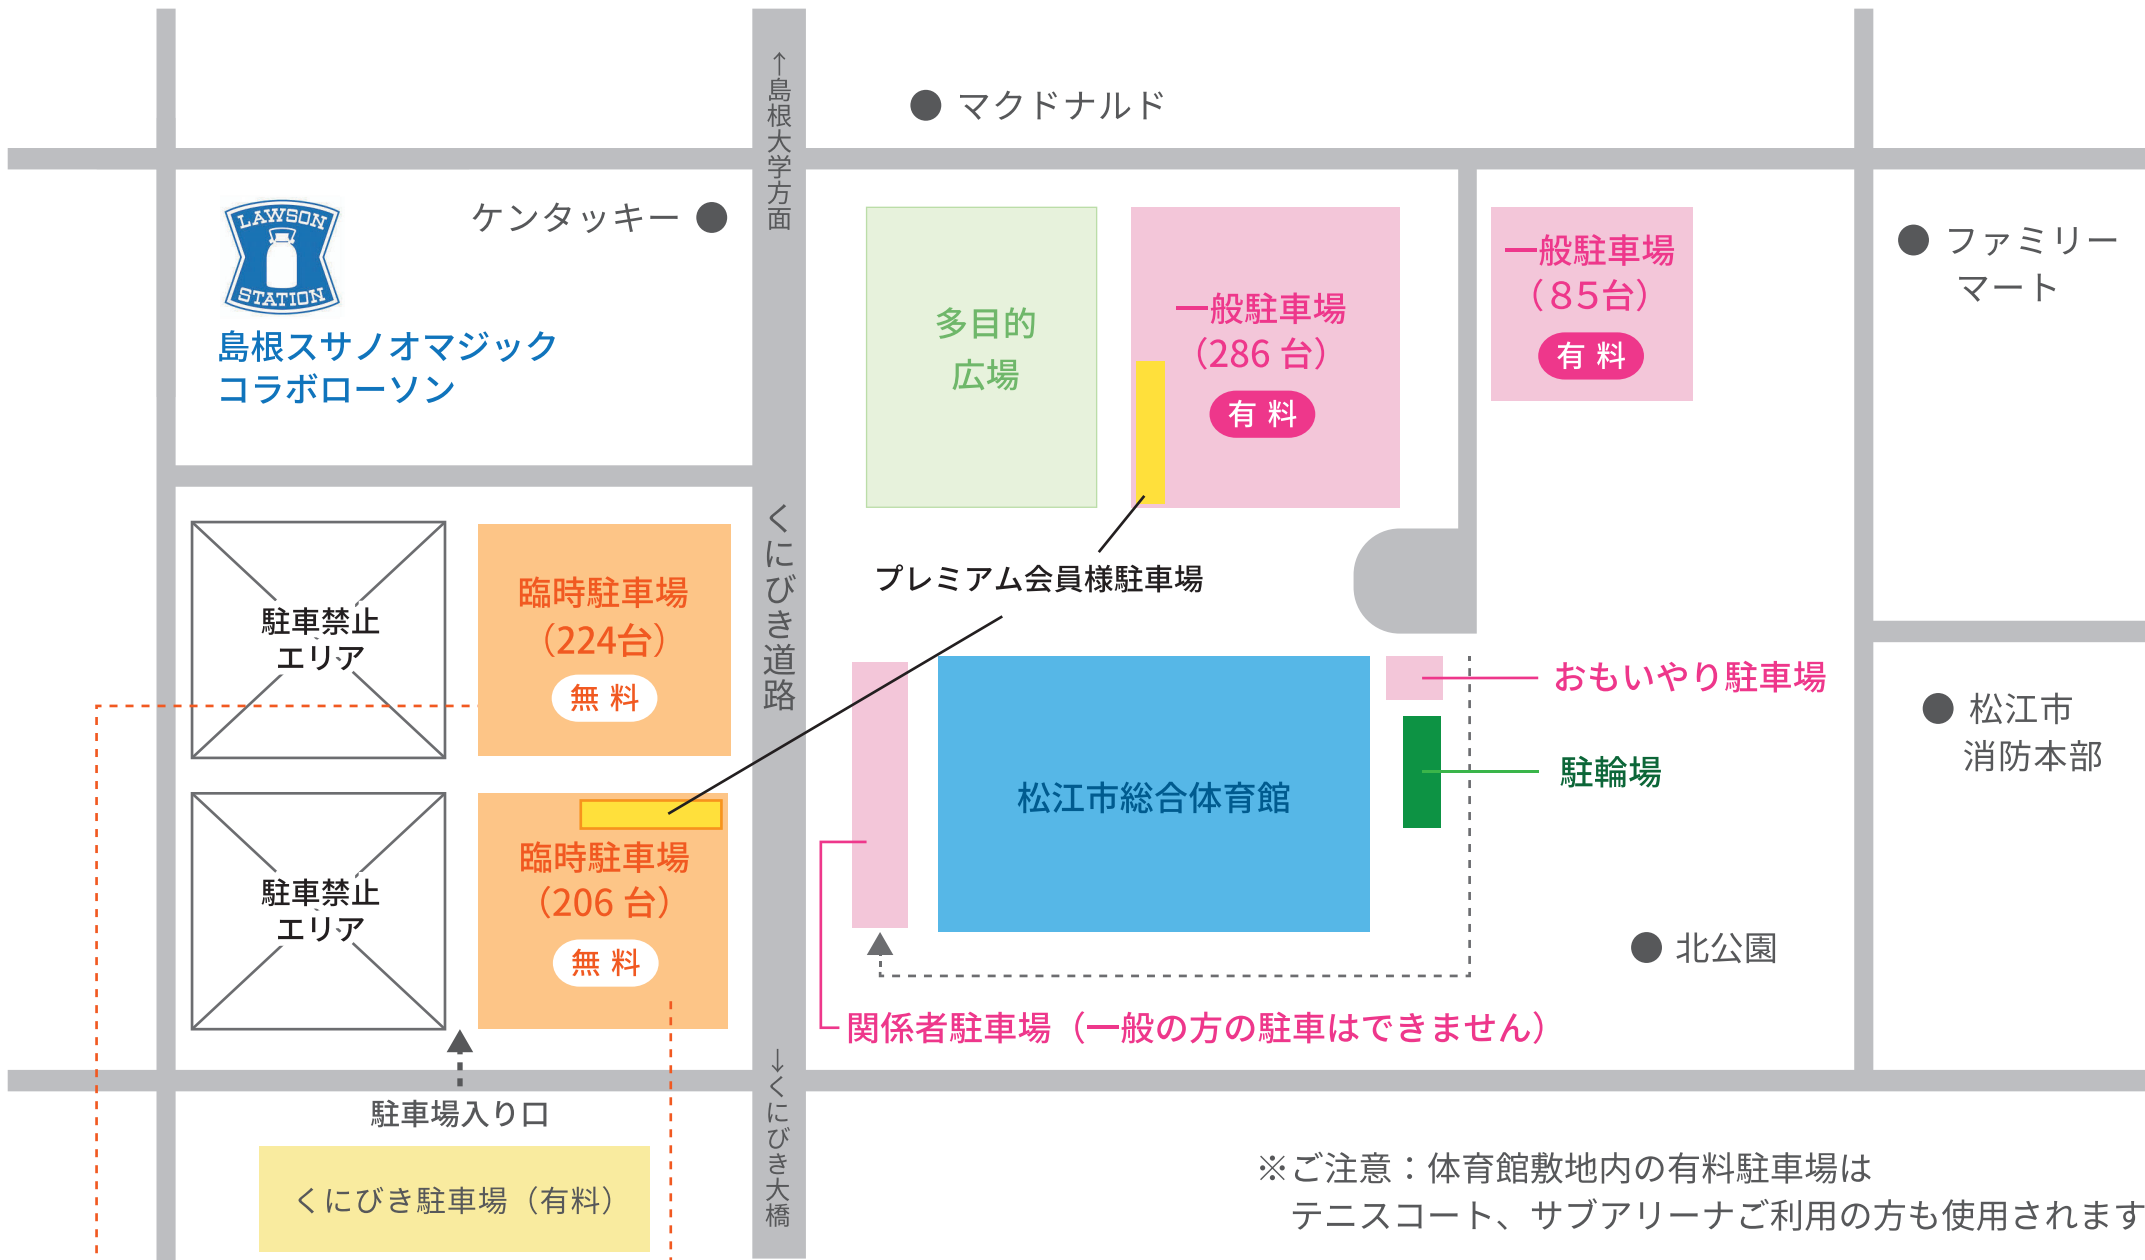 ↑島根大学方面
マクドナルド
ケンタッキー
LAWSON
STATION
島根スサノオマジック
コラボローソン
多目的
広場
一般駐車場
(286 台)
有 料
一般駐車場
(85台)
有 料
ファミリー
マート
くにびき道路
駐車禁止
エリア
臨時駐車場
(224台)
無 料
プレミアム会員様駐車場
おもいやり駐車場
松江市
消防本部
駐輪場
松江市総合体育館
駐車禁止
エリア
臨時駐車場
(206 台)
無 料
北公園
関係者駐車場(一般の方の駐車はできません)
↓くにびき大橋
駐車場入り口
くにびき駐車場(有料)
※ご注意:体育館敷地内の有料駐車場は
テニスコート、サブアリーナご利用の方も使用されます